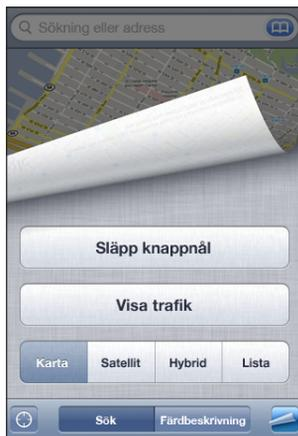 Sökning eller adress
Släpp knappnål
Visa trafik
Karta Satellit Hybrid Lista
Sök Färdbeskrivning